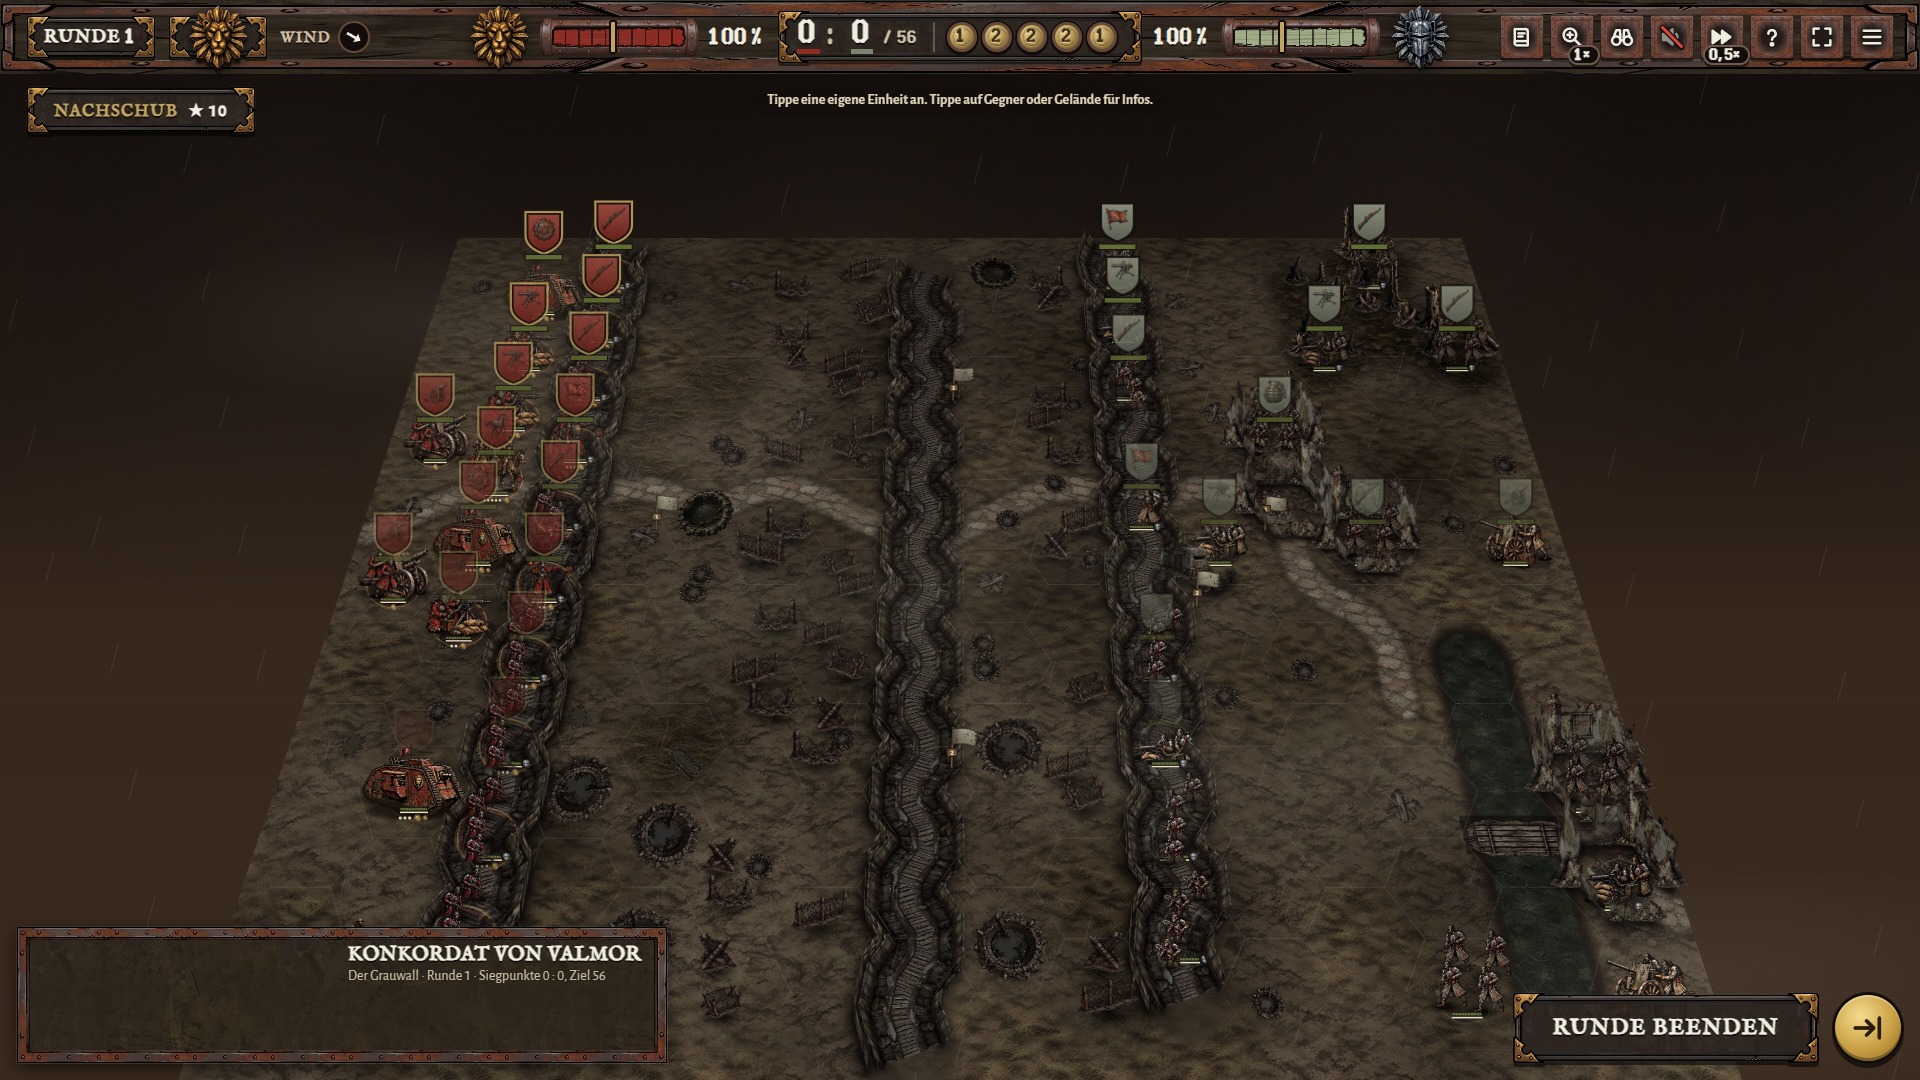 RUNDE 1
WIND
100%
0 : 0 / 56
1 2 2 2 1
100%
1x
0,5x
?
NACHSCHUB ★ 10
Tippe eine eigene Einheit an. Tippe auf Gegner oder Gelände für Infos.
KONKORDAT VON VALMOR
Der Grauwall · Runde 1 · Siegpunkte 0 : 0, Ziel 56
RUNDE BEENDEN